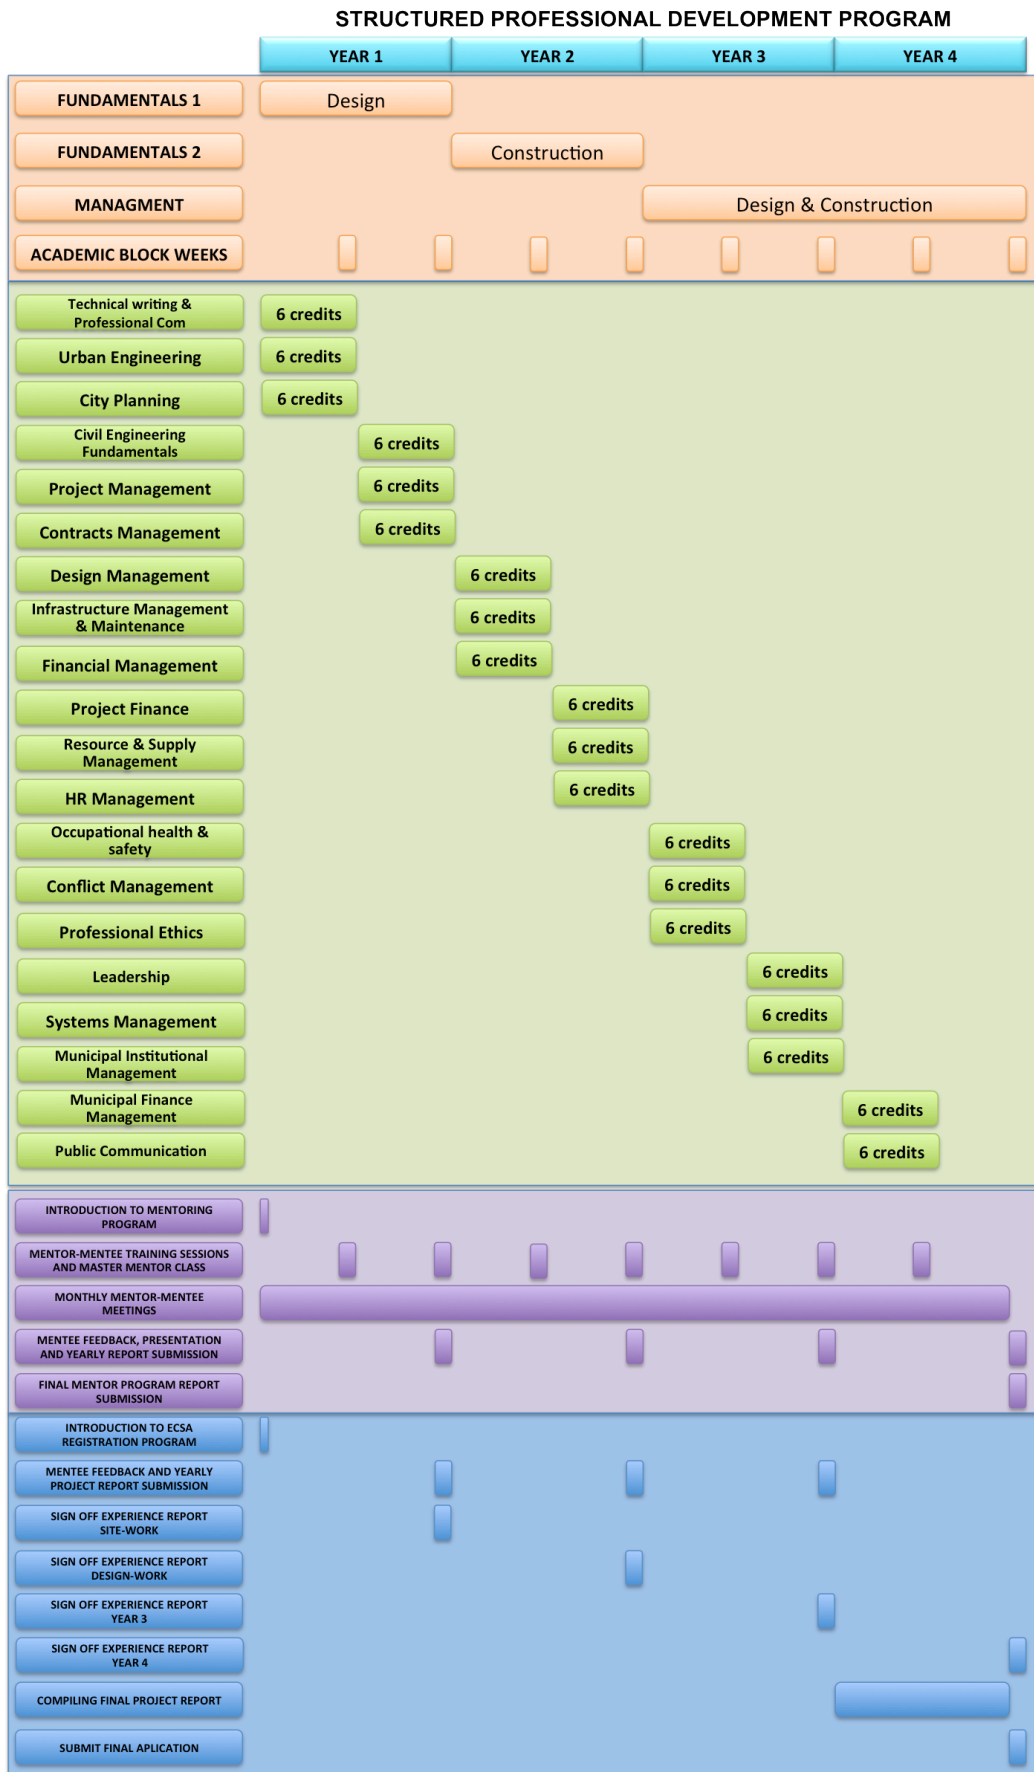 STRUCTURED PROFESSIONAL DEVELOPMENT PROGRAM
YEAR 1
YEAR 2
YEAR 3
YEAR 4
FUNDAMENTALS 1
Design
FUNDAMENTALS 2
Construction
MANAGMENT
Design & Construction
ACADEMIC BLOCK WEEKS
Technical writing &
Professional Com
6 credits
Urban Engineering
6 credits
City Planning
6 credits
Civil Engineering
Fundamentals
6 credits
Project Management
6 credits
Contracts Management
6 credits
Design Management
6 credits
Infrastructure Management
& Maintenance
6 credits
Financial Management
6 credits
Project Finance
6 credits
Resource & Supply
Management
6 credits
HR Management
6 credits
Occupational health &
safety
6 credits
Conflict Management
6 credits
Professional Ethics
6 credits
Leadership
6 credits
Systems Management
6 credits
Municipal Institutional
Management
6 credits
Municipal Finance
Management
6 credits
Public Communication
6 credits
INTRODUCTION TO MENTORING
PROGRAM
MENTOR-MENTEE TRAINING SESSIONS
AND MASTER MENTOR CLASS
MONTHLY MENTOR-MENTEE
MEETINGS
MENTEE FEEDBACK, PRESENTATION
AND YEARLY REPORT SUBMISSION
FINAL MENTOR PROGRAM REPORT
SUBMISSION
INTRODUCTION TO ECSA
REGISTRATION PROGRAM
MENTEE FEEDBACK AND YEARLY
PROJECT REPORT SUBMISSION
SIGN OFF EXPERIENCE REPORT
SITE-WORK
SIGN OFF EXPERIENCE REPORT
DESIGN-WORK
SIGN OFF EXPERIENCE REPORT
YEAR 3
SIGN OFF EXPERIENCE REPORT
YEAR 4
COMPILING FINAL PROJECT REPORT
SUBMIT FINAL APLICATION